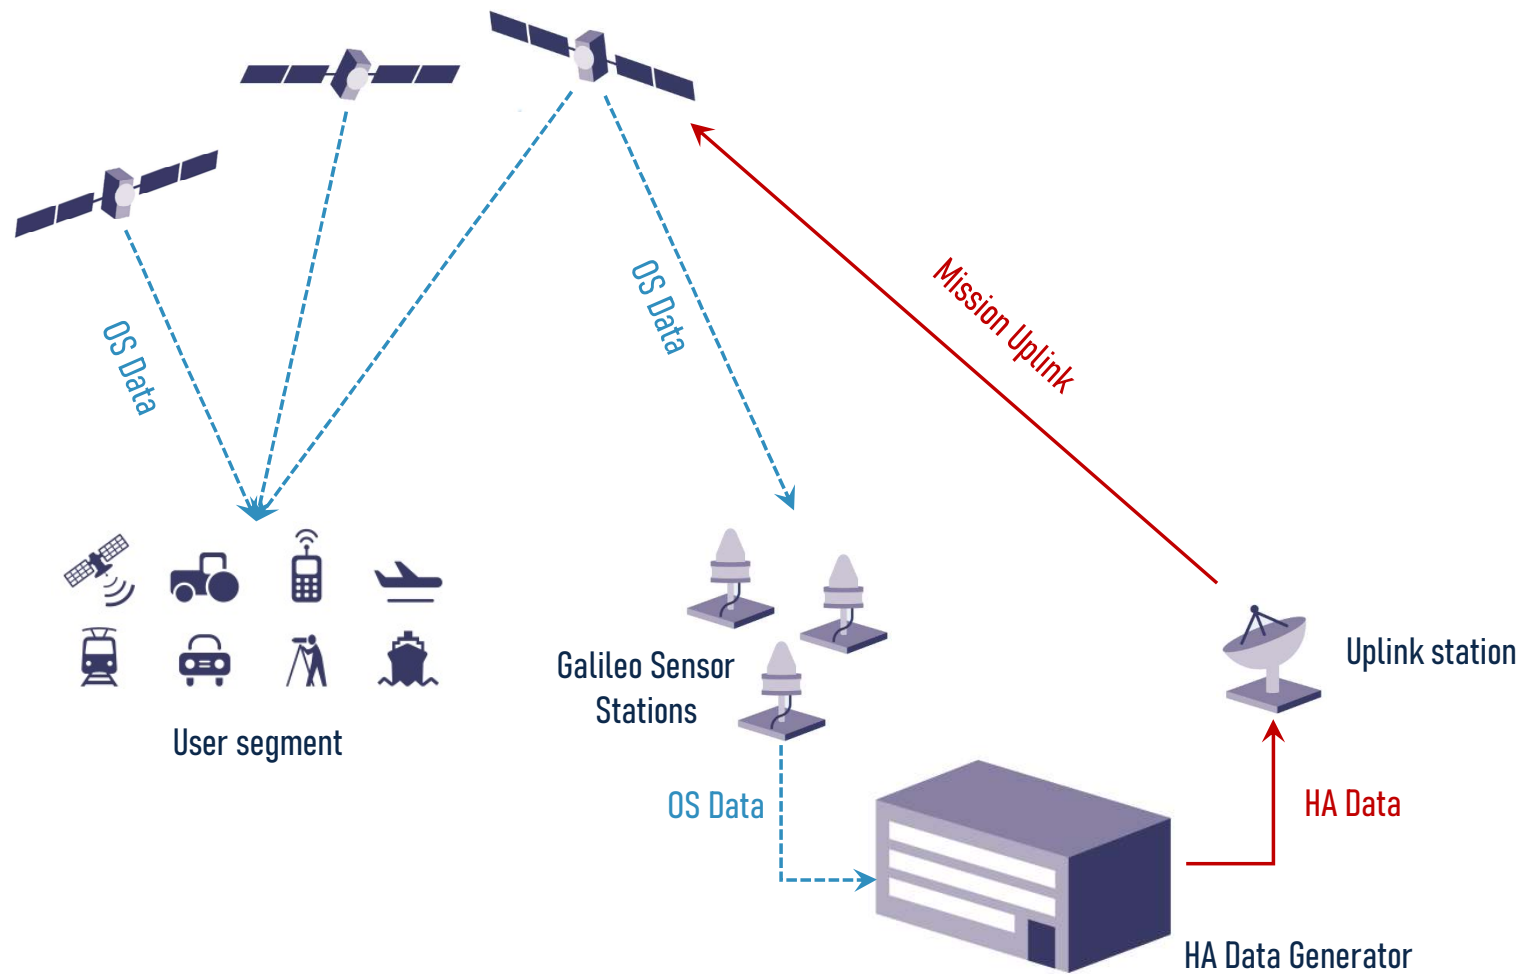 OS Data
OS Data
Mission Uplink
Galileo Sensor
Stations
Uplink station
User segment
OS Data
HA Data
HA Data Generator